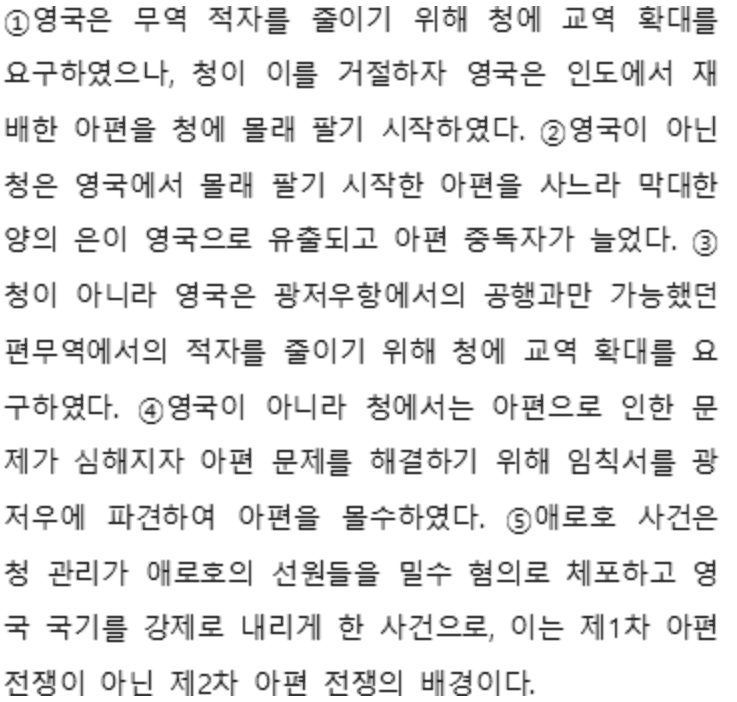 ①영국은 무역 적자를 줄이기 위해 청에 교역 확대를
요구하였으나, 청이 이를 거절하자 영국은 인도에서 재
배한 아편을 청에 몰래 팔기 시작하였다. ②영국이 아닌
청은 영국에서 몰래 팔기 시작한 아편을 사느라 막대한
양의 은이 영국으로 유출되고 아편 중독자가 늘었다. ③
청이 아니라 영국은 광저우항에서의 공행과만 가능했던
편무역에서의 적자를 줄이기 위해 청에 교역 확대를 요
구하였다. ④영국이 아니라 청에서는 아편으로 인한 문
제가 심해지자 아편 문제를 해결하기 위해 임칙서를 광
저우에 파견하여 아편을 몰수하였다. ⑤애로호 사건은
청 관리가 애로호의 선원들을 밀수 혐의로 체포하고 영
국 국기를 강제로 내리게 한 사건으로, 이는 제1차 아편
전쟁이 아닌 제2차 아편 전쟁의 배경이다.